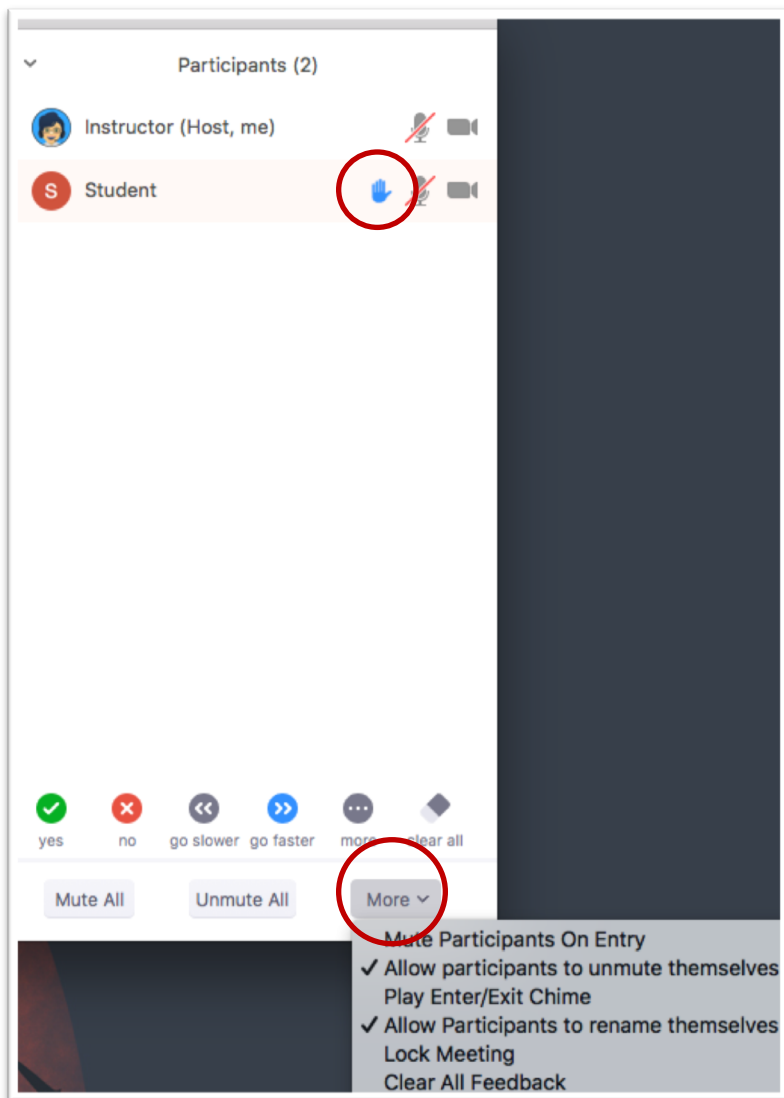 Participants (2)
Instructor (Host, me)
S Student
yes no go slower go faster more clear all
Mute All Unmute All More
Mute Participants On Entry
✓ Allow participants to unmute themselves
Play Enter/Exit Chime
✓ Allow Participants to rename themselves
Lock Meeting
Clear All Feedback